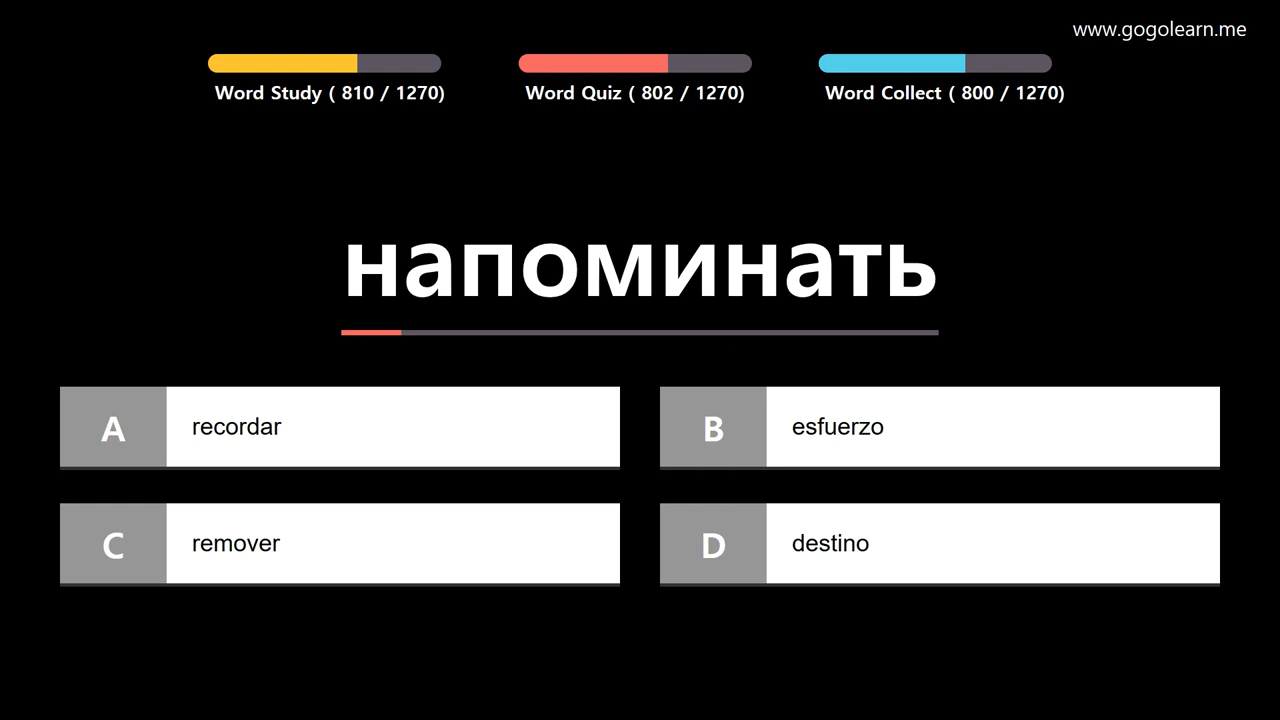 www.gogolearn.me
Word Study ( 810 / 1270)
Word Quiz ( 802 / 1270)
Word Collect ( 800 / 1270)
напоминать
A recordar
B esfuerzo
C remover
D destino